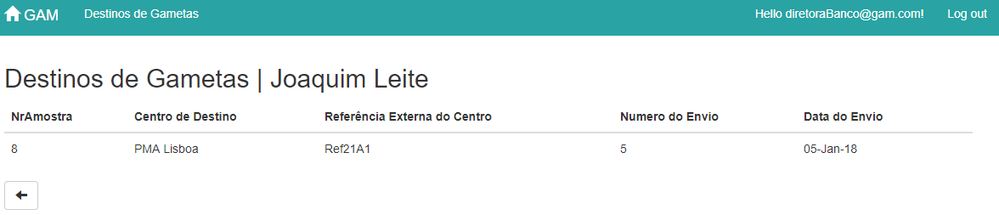 GAM Destinos de Gametas Hello diretoraBanco@gam.com! Log out
Destinos de Gametas | Joaquim Leite
NrAmostra Centro de Destino Referência Externa do Centro Numero do Envio Data do Envio
8 PMA Lisboa Ref21A1 5 05-Jan-18